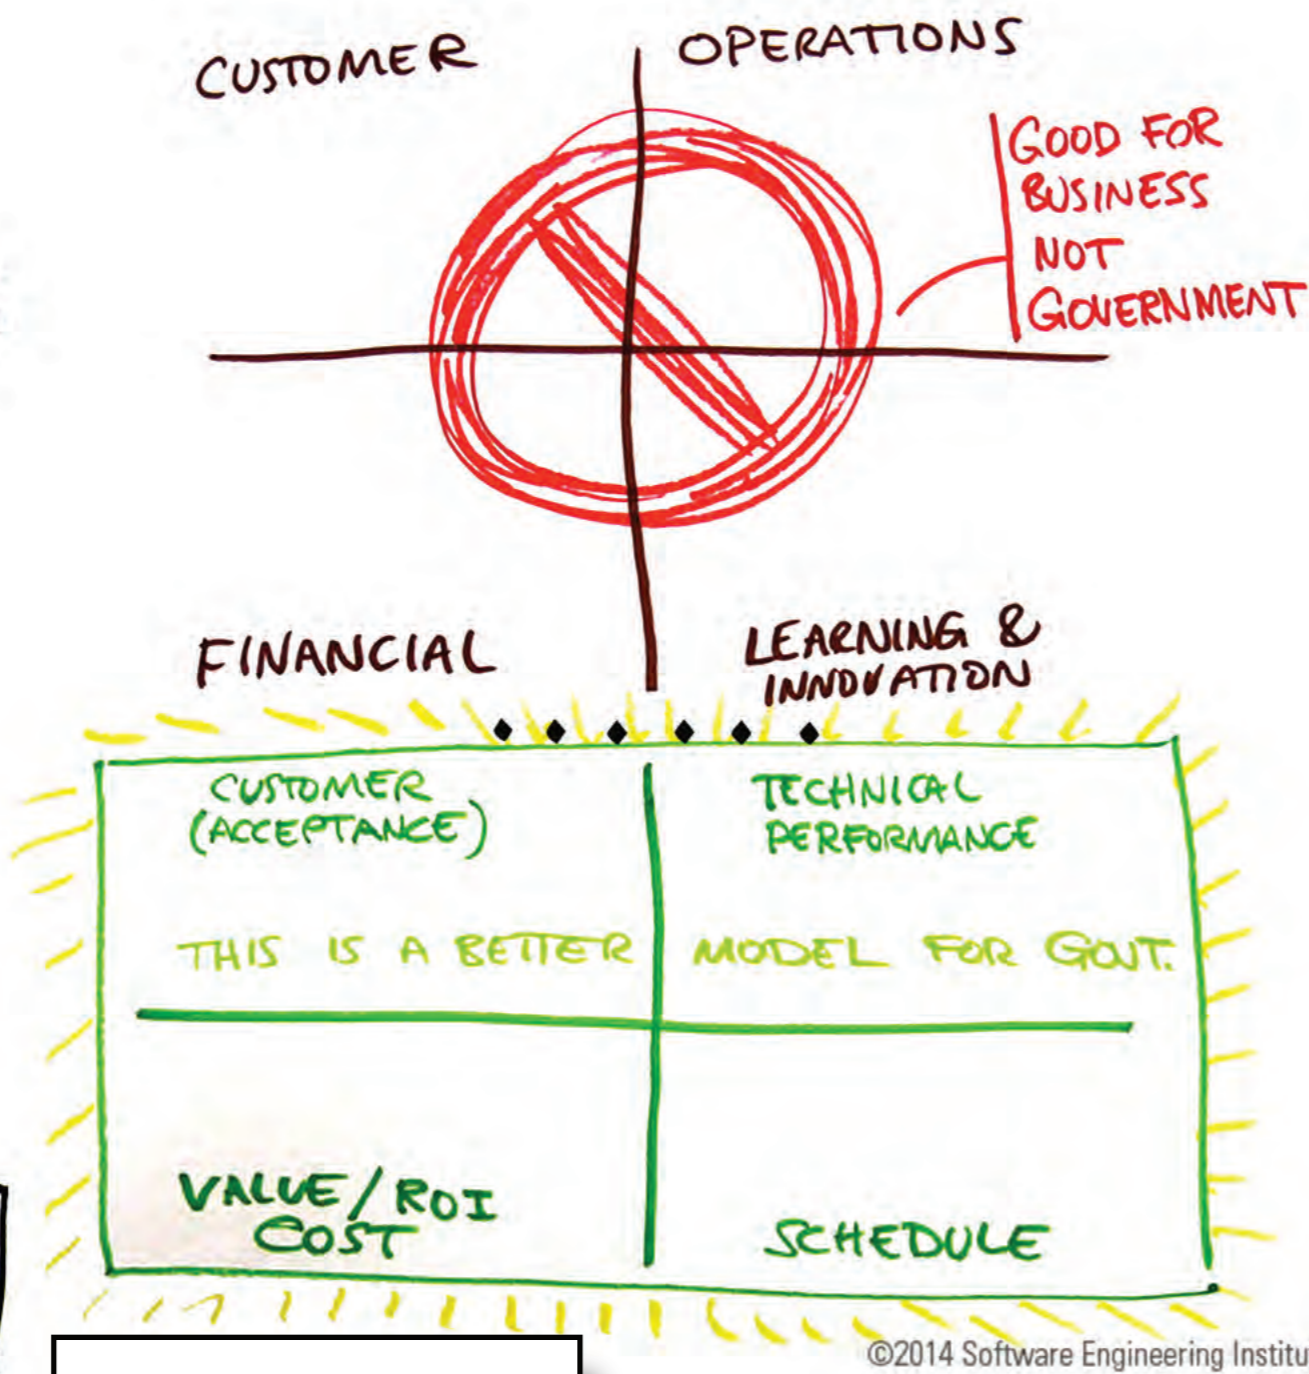 CUSTOMER
OPERATIONS
GOOD FOR
BUSINESS
NOT
GOVERNMENT
FINANCIAL
LEARNING &
INNOVATION
CUSTOMER
(ACCEPTANCE)
TECHNICAL
PERFORMANCE
THIS IS A BETTER MODEL FOR GOVT.
VALUE/ROI
COST
SCHEDULE
©2014 Software Engineering Institu